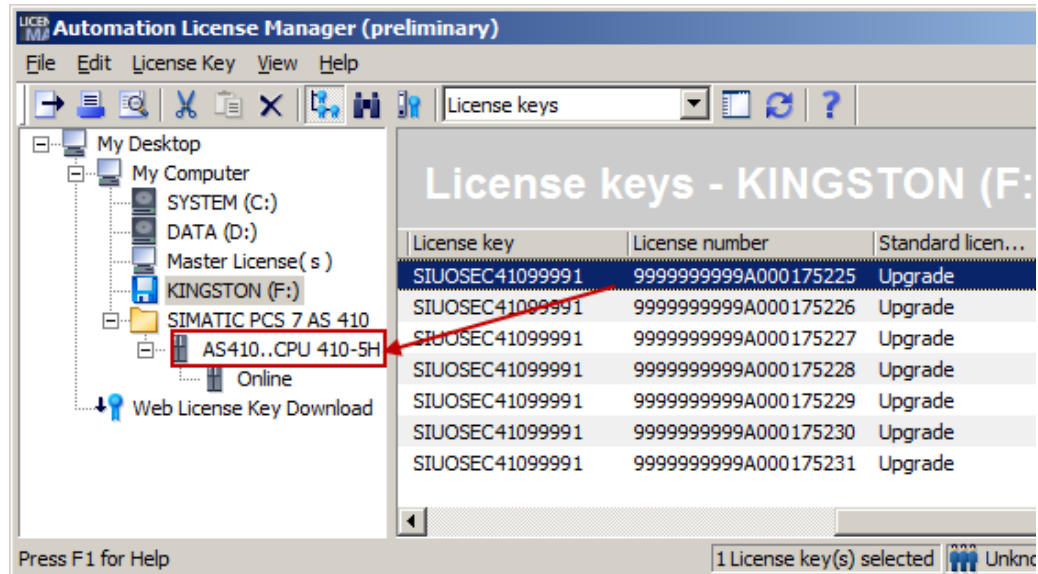 Automation License Manager (preliminary)
File Edit License Key View Help
License keys
My Desktop
My Computer
SYSTEM (C:)
DATA (D:)
Master License( s )
KINGSTON (F:)
SIMATIC PCS 7 AS 410
AS410..CPU 410-5H
Online
Web License Key Download
License keys - KINGSTON (F:
License key License number Standard licen...
SIUOSEC41099991 9999999999A000175225 Upgrade
SIUOSEC41099991 9999999999A000175226 Upgrade
SIUOSEC41099991 9999999999A000175227 Upgrade
SIUOSEC41099991 9999999999A000175228 Upgrade
SIUOSEC41099991 9999999999A000175229 Upgrade
SIUOSEC41099991 9999999999A000175230 Upgrade
SIUOSEC41099991 9999999999A000175231 Upgrade
Press F1 for Help 1 License key(s) selected Unkno